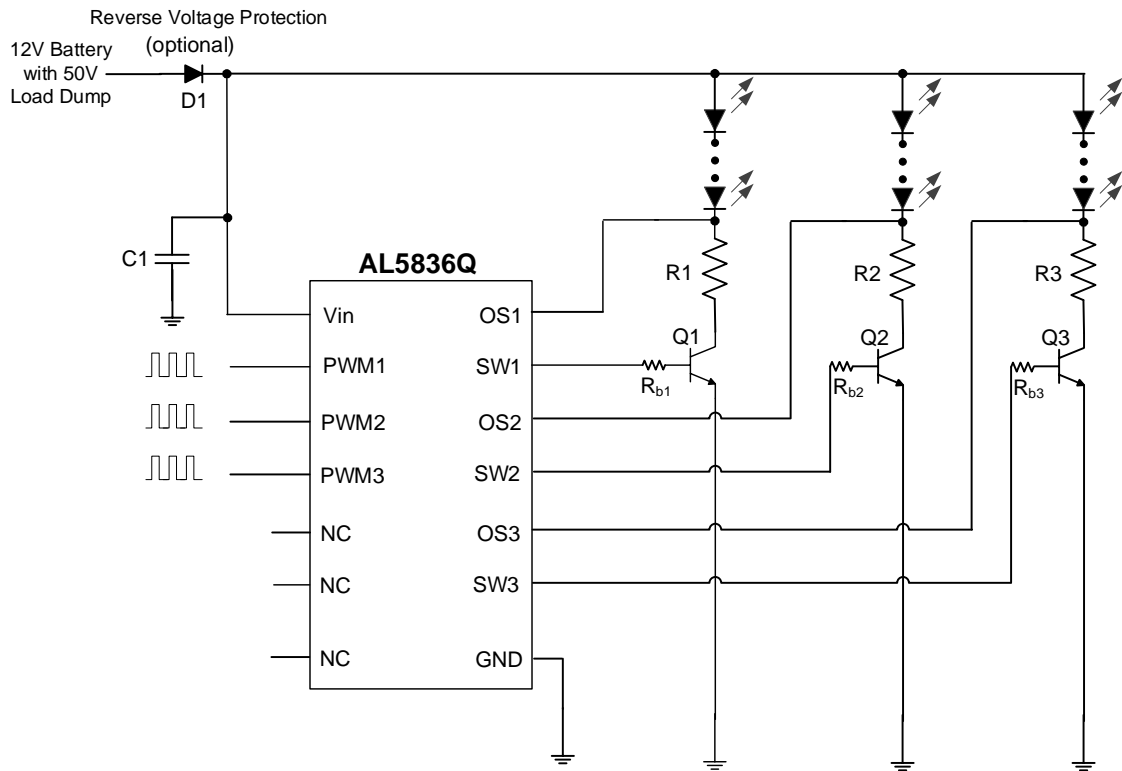 Reverse Voltage Protection
(optional)
12V Battery
with 50V
Load Dump
D1
C1
AL5836Q
Vin
PWM1
PWM2
PWM3
NC
NC
NC
OS1
SW1
OS2
SW2
OS3
SW3
GND
R1
R2
R3
Q1
Q2
Q3
Rb1
Rb2
Rb3